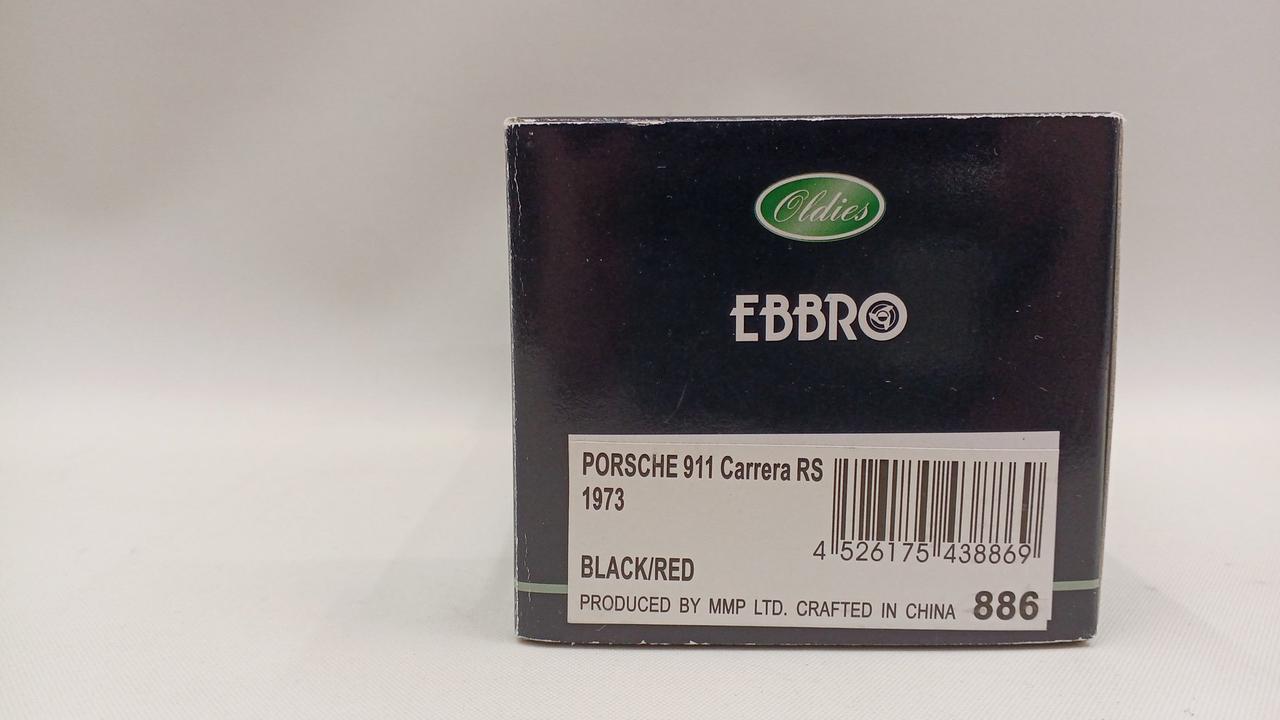 Oldies
EBBRO
PORSCHE 911 Carrera RS
1973
4 526175 438869
BLACK/RED
PRODUCED BY MMP LTD. CRAFTED IN CHINA 886